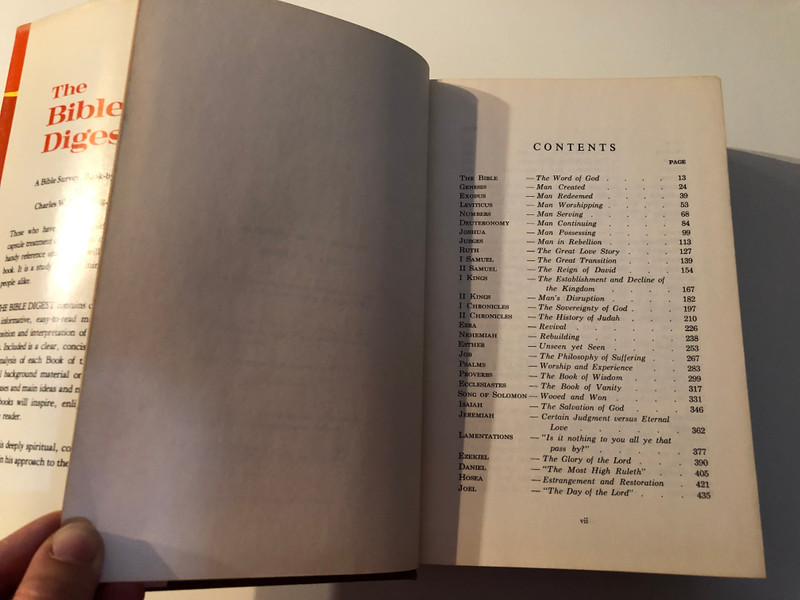 The
Bible
Diges
A Bible Survey
Charles W.
Those who have
capsule treatment
handy reference
book. It is a study
people alike.
THE BIBLE DIGEST contains
informative, easy-to-read
position and interpretation of
Included is a clear, concis
analysis of each Book of
background material or
and main ideas and
books will inspire, enli
reader.
is deeply spiritual, co
in his approach to the
CONTENTS
PAGE
THE BIBLE — The Word of God . . . . 13
GENESIS — Man Created . . . . 24
EXODUS — Man Redeemed . . . . 39
LEVITICUS — Man Worshipping . . . . 53
NUMBERS — Man Serving . . . . 68
DEUTERONOMY — Man Continuing . . . . 84
JOSHUA — Man Possessing . . . . 99
JUDGES — Man in Rebellion . . . . 113
RUTH — The Great Love Story . . . . 127
I SAMUEL — The Great Transition . . . . 139
II SAMUEL — The Reign of David . . . . 154
I KINGS — The Establishment and Decline of
the Kingdom . . . . 167
II KINGS — Man's Disruption . . . . 182
I CHRONICLES — The Sovereignty of God . . . . 197
II CHRONICLES — The History of Judah . . . . 210
EZRA — Revival . . . . 226
NEHEMIAH — Rebuilding . . . . 238
ESTHER — Unseen yet Seen . . . . 253
JOB — The Philosophy of Suffering . . . . 267
PSALMS — Worship and Experience . . . . 283
PROVERBS — The Book of Wisdom . . . . 299
ECCLESIASTES — The Book of Vanity . . . . 317
SONG OF SOLOMON — Wooed and Won . . . . 331
ISAIAH — The Salvation of God . . . . 346
JEREMIAH — Certain Judgment versus Eternal
Love . . . . 362
LAMENTATIONS — "Is it nothing to you all ye that
pass by?" . . . . 377
EZEKIEL — The Glory of the Lord . . . . 390
DANIEL — "The Most High Ruleth" . . . . 405
HOSEA — Estrangement and Restoration . . 421
JOEL — "The Day of the Lord" . . . . 435
vii